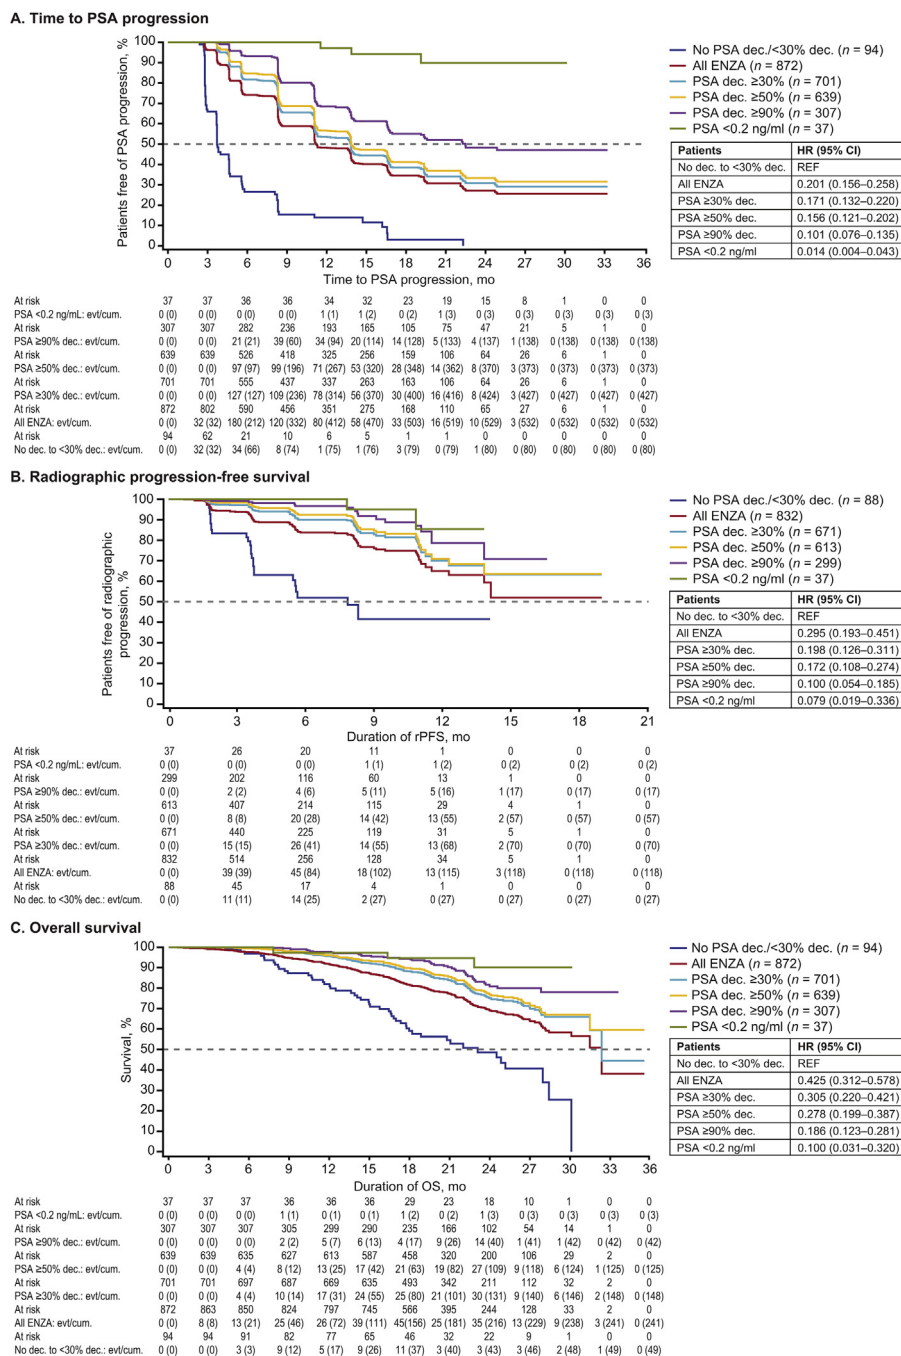 A. Time to PSA progression
Patients free of PSA progression, %
100
90
80
70
60
50
40
30
20
10
0
0 3 6 9 12 15 18 21 24 27 30 33 36
Time to PSA progression, mo
No PSA dec./<30% dec. (n = 94)
All ENZA (n = 872)
PSA dec. ≥30% (n = 701)
PSA dec. ≥50% (n = 639)
PSA dec. ≥90% (n = 307)
PSA <0.2 ng/ml (n = 37)
Patients HR (95% CI)
No dec. to <30% dec. REF
All ENZA 0.201 (0.156–0.258)
PSA ≥30% dec. 0.171 (0.132–0.220)
PSA ≥50% dec. 0.156 (0.121–0.202)
PSA ≥90% dec. 0.101 (0.076–0.135)
PSA <0.2 ng/ml 0.014 (0.004–0.043)
At risk 37 37 36 36 34 32 23 19 15 8 1 0 0
PSA <0.2 ng/mL: evt/cum. 0 (0) 0 (0) 0 (0) 0 (0) 1 (1) 1 (2) 0 (2) 1 (3) 0 (3) 0 (3) 0 (3) 0 (3) 0 (3)
At risk 307 307 282 236 193 165 105 75 47 21 5 1 0
PSA ≥90% dec.: evt/cum. 0 (0) 0 (0) 21 (21) 39 (60) 34 (94) 20 (114) 14 (128) 5 (133) 4 (137) 1 (138) 0 (138) 0 (138) 0 (138)
At risk 639 639 526 418 325 256 159 106 64 26 6 1 0
PSA ≥50% dec.: evt/cum. 0 (0) 0 (0) 97 (97) 99 (196) 71 (267) 53 (320) 28 (348) 14 (362) 8 (370) 3 (373) 0 (373) 0 (373) 0 (373)
At risk 701 701 555 437 337 263 163 106 64 26 6 1 0
PSA ≥30% dec.: evt/cum. 0 (0) 0 (0) 127 (127) 109 (236) 78 (314) 56 (370) 30 (400) 16 (416) 8 (424) 3 (427) 0 (427) 0 (427) 0 (427)
At risk 872 802 590 456 351 275 168 110 65 27 6 1 0
All ENZA: evt/cum. 0 (0) 32 (32) 180 (212) 120 (332) 80 (412) 58 (470) 33 (503) 16 (519) 10 (529) 3 (532) 0 (532) 0 (532) 0 (532)
At risk 94 62 21 10 6 5 1 1 0 0 0 0 0
No dec. to <30% dec.: evt/cum. 0 (0) 32 (32) 34 (66) 8 (74) 1 (75) 1 (76) 3 (79) 0 (79) 1 (80) 0 (80) 0 (80) 0 (80) 0 (80)
B. Radiographic progression-free survival
Patients free of radiographic
progression, %
100
90
80
70
60
50
40
30
20
10
0
0 3 6 9 12 15 18 21
Duration of rPFS, mo
No PSA dec./<30% dec. (n = 88)
All ENZA (n = 832)
PSA dec. ≥30% (n = 671)
PSA dec. ≥50% (n = 613)
PSA dec. ≥90% (n = 299)
PSA <0.2 ng/ml (n = 37)
Patients HR (95% CI)
No dec. to <30% dec. REF
All ENZA 0.295 (0.193–0.451)
PSA ≥30% dec. 0.198 (0.126–0.311)
PSA ≥50% dec. 0.172 (0.108–0.274)
PSA ≥90% dec. 0.100 (0.054–0.185)
PSA <0.2 ng/ml 0.079 (0.019–0.336)
At risk 37 26 20 11 1 0 0 0
PSA <0.2 ng/mL: evt/cum. 0 (0) 0 (0) 0 (0) 1 (1) 1 (2) 0 (2) 0 (2) 0 (2)
At risk 299 202 116 60 13 1 0 0
PSA ≥90% dec.: evt/cum. 0 (0) 2 (2) 4 (6) 5 (11) 5 (16) 1 (17) 0 (17) 0 (17)
At risk 613 407 214 115 29 4 1 0
PSA ≥50% dec.: evt/cum. 0 (0) 8 (8) 20 (28) 14 (42) 13 (55) 2 (57) 0 (57) 0 (57)
At risk 671 440 225 119 31 5 1 0
PSA ≥30% dec.: evt/cum. 0 (0) 15 (15) 26 (41) 14 (55) 13 (68) 2 (70) 0 (70) 0 (70)
At risk 832 514 256 128 34 5 1 0
All ENZA: evt/cum. 0 (0) 39 (39) 45 (84) 18 (102) 13 (115) 3 (118) 0 (118) 0 (118)
At risk 88 45 17 4 1 0 0 0
No dec. to <30% dec.: evt/cum. 0 (0) 11 (11) 14 (25) 2 (27) 0 (27) 0 (27) 0 (27) 0 (27)
C. Overall survival
Survival, %
100
90
80
70
60
50
40
30
20
10
0
0 3 6 9 12 15 18 21 24 27 30 33 36
Duration of OS, mo
No PSA dec./<30% dec. (n = 94)
All ENZA (n = 872)
PSA dec. ≥30% (n = 701)
PSA dec. ≥50% (n = 639)
PSA dec. ≥90% (n = 307)
PSA <0.2 ng/ml (n = 37)
Patients HR (95% CI)
No dec. to <30% dec. REF
All ENZA 0.425 (0.312–0.578)
PSA ≥30% dec. 0.305 (0.220–0.421)
PSA ≥50% dec. 0.278 (0.199–0.387)
PSA ≥90% dec. 0.186 (0.123–0.281)
PSA <0.2 ng/ml 0.100 (0.031–0.320)
At risk 37 37 37 36 36 36 29 23 18 10 1 0 0
PSA <0.2 ng/mL: evt/cum. 0 (0) 0 (0) 0 (0) 1 (1) 0 (1) 0 (1) 1 (2) 0 (2) 1 (3) 0 (3) 0 (3) 0 (3) 0 (3)
At risk 307 307 307 305 299 290 235 166 102 54 14 1 0
PSA ≥90% dec.: evt/cum. 0 (0) 0 (0) 0 (0) 2 (2) 5 (7) 6 (13) 4 (17) 9 (26) 14 (40) 1 (41) 1 (42) 0 (42) 0 (42)
At risk 639 639 635 627 613 587 458 320 200 106 29 2 0
PSA ≥50% dec.: evt/cum. 0 (0) 0 (0) 4 (4) 8 (12) 13 (25) 17 (42) 21 (63) 19 (82) 27 (109) 9 (118) 6 (124) 1 (125) 0 (125)
At risk 701 701 697 687 669 635 493 342 211 112 32 2 0
PSA ≥30% dec.: evt/cum. 0 (0) 0 (0) 4 (4) 10 (14) 17 (31) 24 (55) 25 (80) 21 (101) 30 (131) 9 (140) 6 (146) 2 (148) 0 (148)
At risk 872 863 850 824 797 745 566 395 244 128 33 2 0
All ENZA: evt/cum. 0 (0) 8 (8) 13 (21) 25 (46) 26 (72) 39 (111) 45(156) 25 (181) 35 (216) 13 (229) 9 (238) 3 (241) 0 (241)
At risk 94 94 91 82 77 65 46 32 22 9 1 0 0
No dec. to <30% dec.: evt/cum. 0 (0) 0 (0) 3 (3) 9 (12) 5 (17) 9 (26) 11 (37) 3 (40) 3 (43) 3 (46) 2 (48) 1 (49) 0 (49)